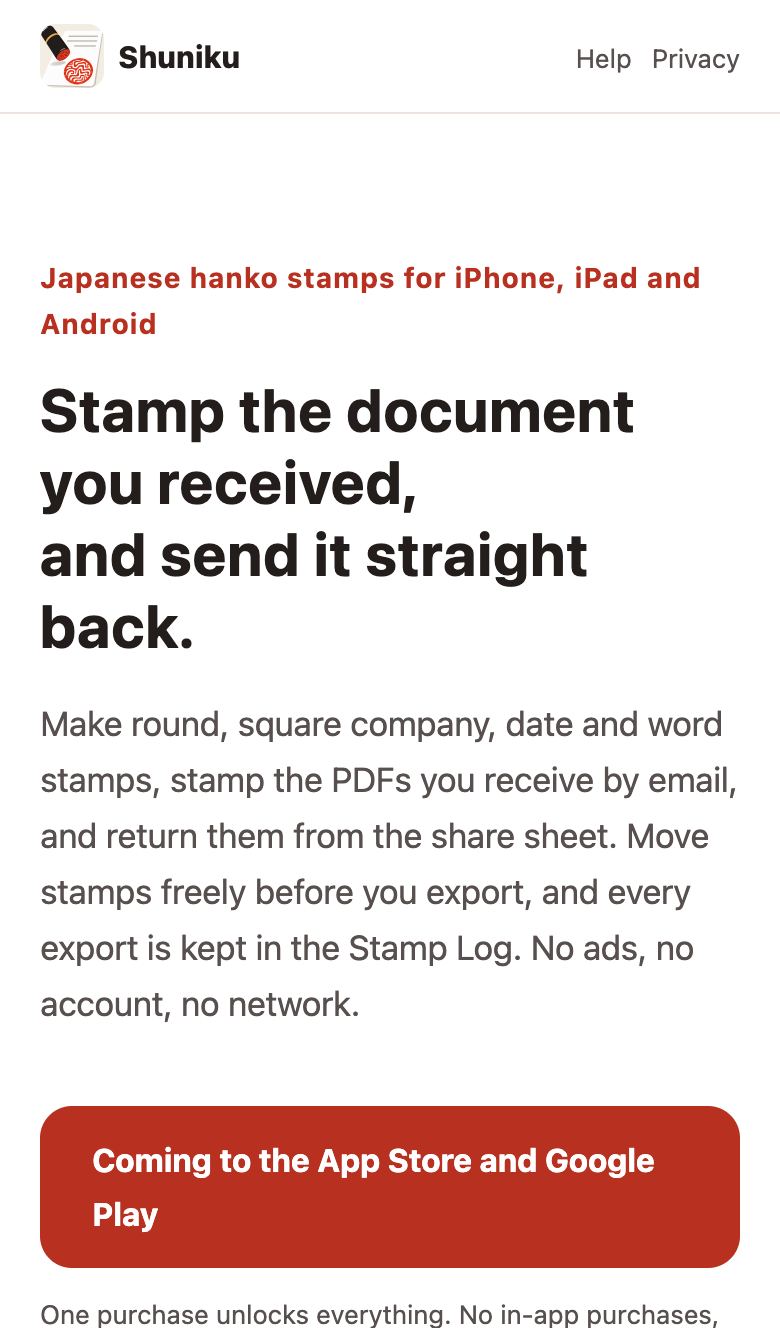 Shuniku
Help Privacy
Japanese hanko stamps for iPhone, iPad and
Android
Stamp the document
you received,
and send it straight
back.
Make round, square company, date and word
stamps, stamp the PDFs you receive by email,
and return them from the share sheet. Move
stamps freely before you export, and every
export is kept in the Stamp Log. No ads, no
account, no network.
Coming to the App Store and Google
Play
One purchase unlocks everything. No in-app purchases,